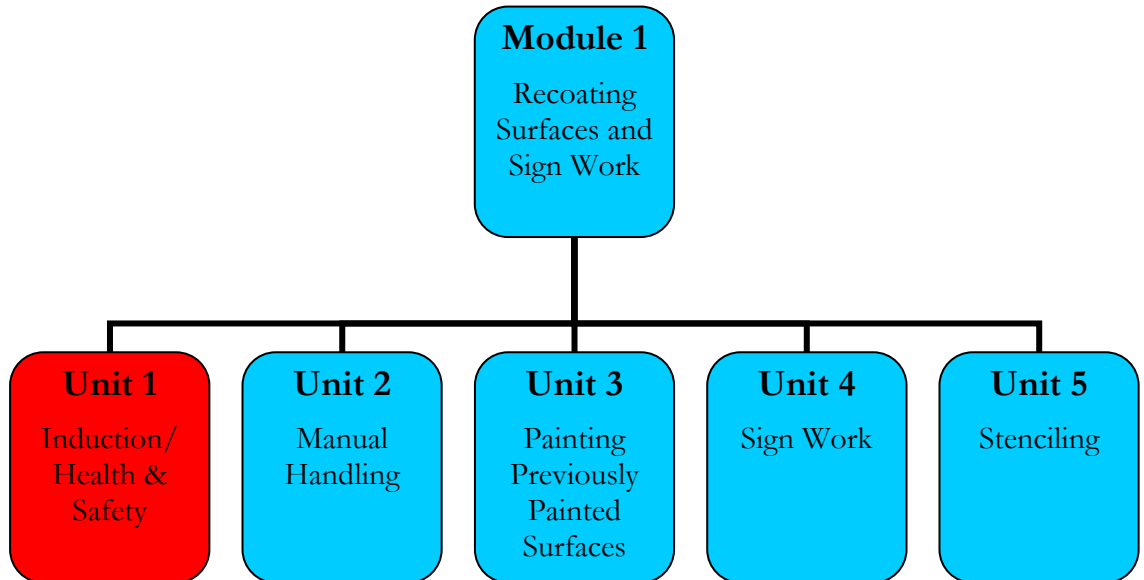 Module 1
Recoating
Surfaces and
Sign Work
Unit 1
Induction/
Health &
Safety
Unit 2
Manual
Handling
Unit 3
Painting
Previously
Painted
Surfaces
Unit 4
Sign Work
Unit 5
Stenciling